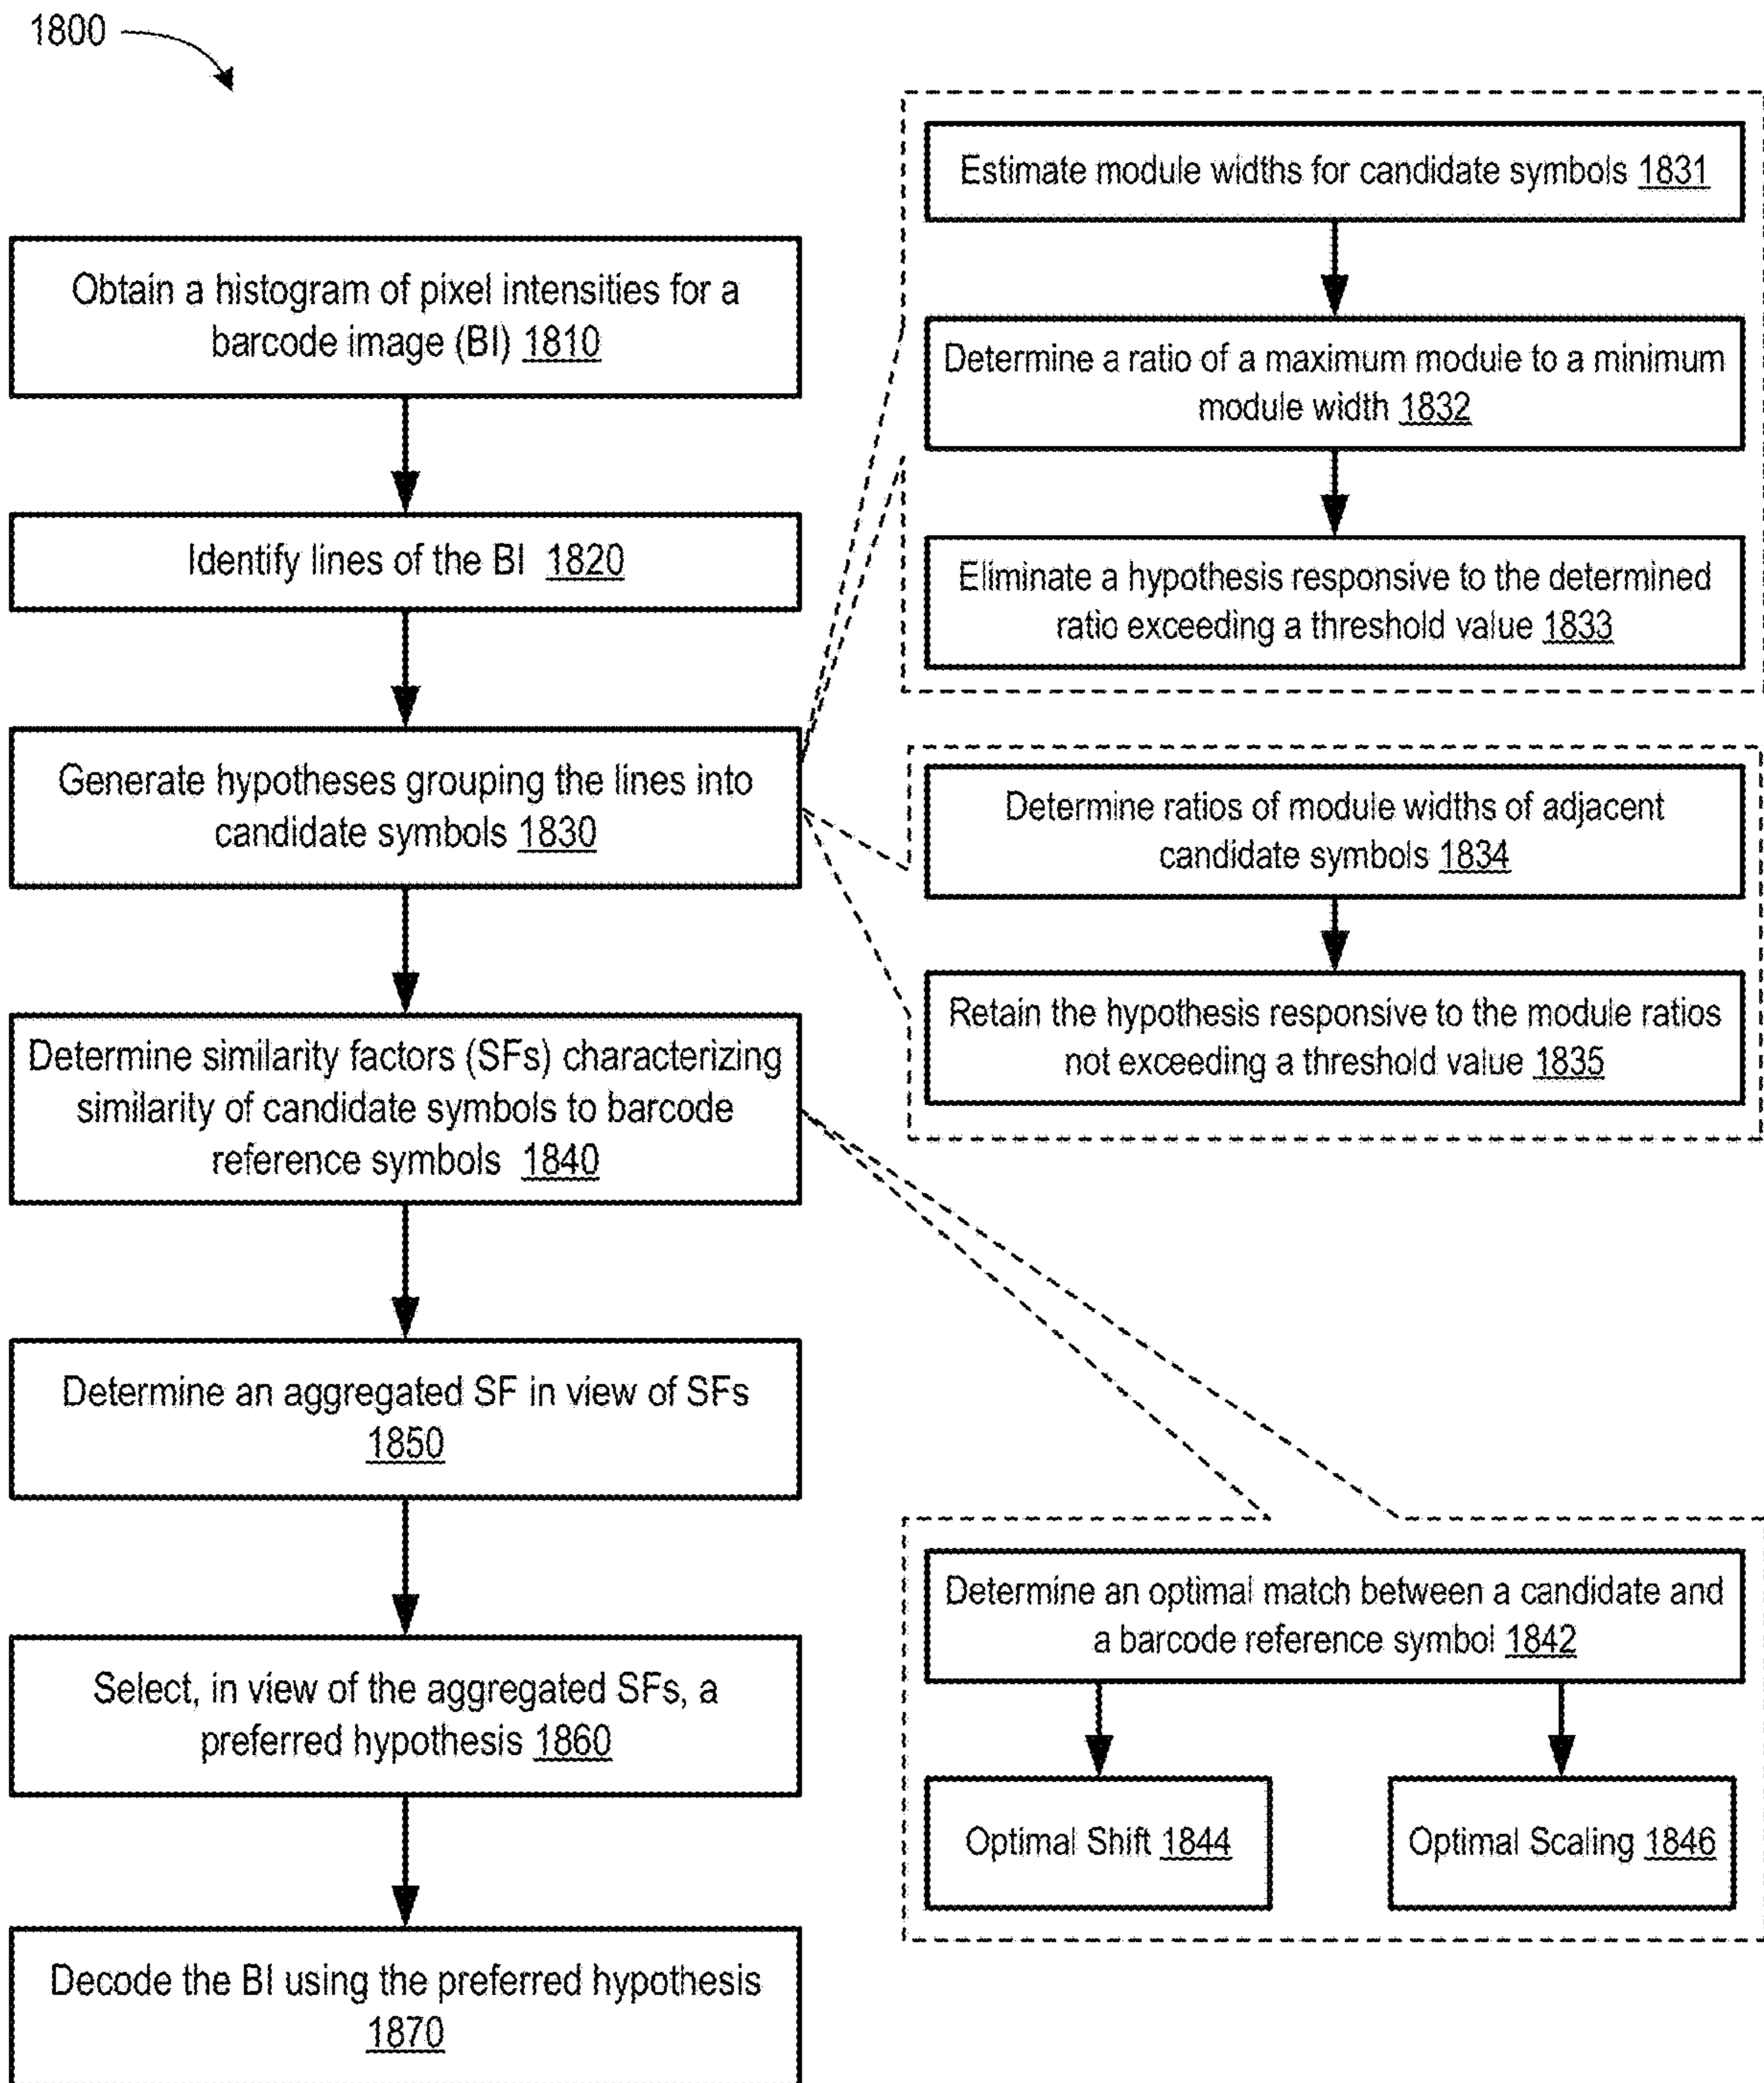 1800
Obtain a histogram of pixel intensities for a
barcode image (BI) 1810
Identify lines of the BI 1820
Generate hypotheses grouping the lines into
candidate symbols 1830
Determine similarity factors (SFs) characterizing
similarity of candidate symbols to barcode
reference symbols 1840
Determine an aggregated SF in view of SFs
1850
Select, in view of the aggregated SFs, a
preferred hypothesis 1860
Decode the BI using the preferred hypothesis
1870
Estimate module widths for candidate symbols 1831
Determine a ratio of a maximum module to a minimum
module width 1832
Eliminate a hypothesis responsive to the determined
ratio exceeding a threshold value 1833
Determine ratios of module widths of adjacent
candidate symbols 1834
Retain the hypothesis responsive to the module ratios
not exceeding a threshold value 1835
Determine an optimal match between a candidate and
a barcode reference symbol 1842
Optimal Shift 1844
Optimal Scaling 1846